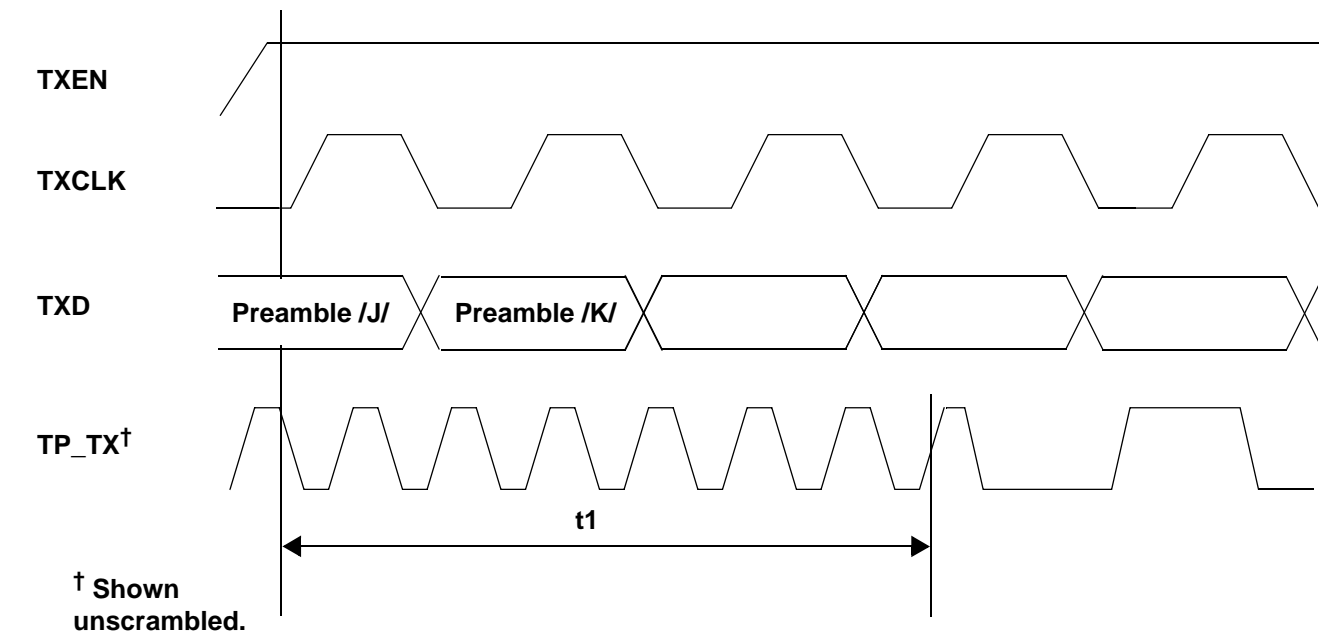 TXEN
TXCLK
TXD
Preamble /J/
Preamble /K/
TP_TX†
t1
† Shown
unscrambled.